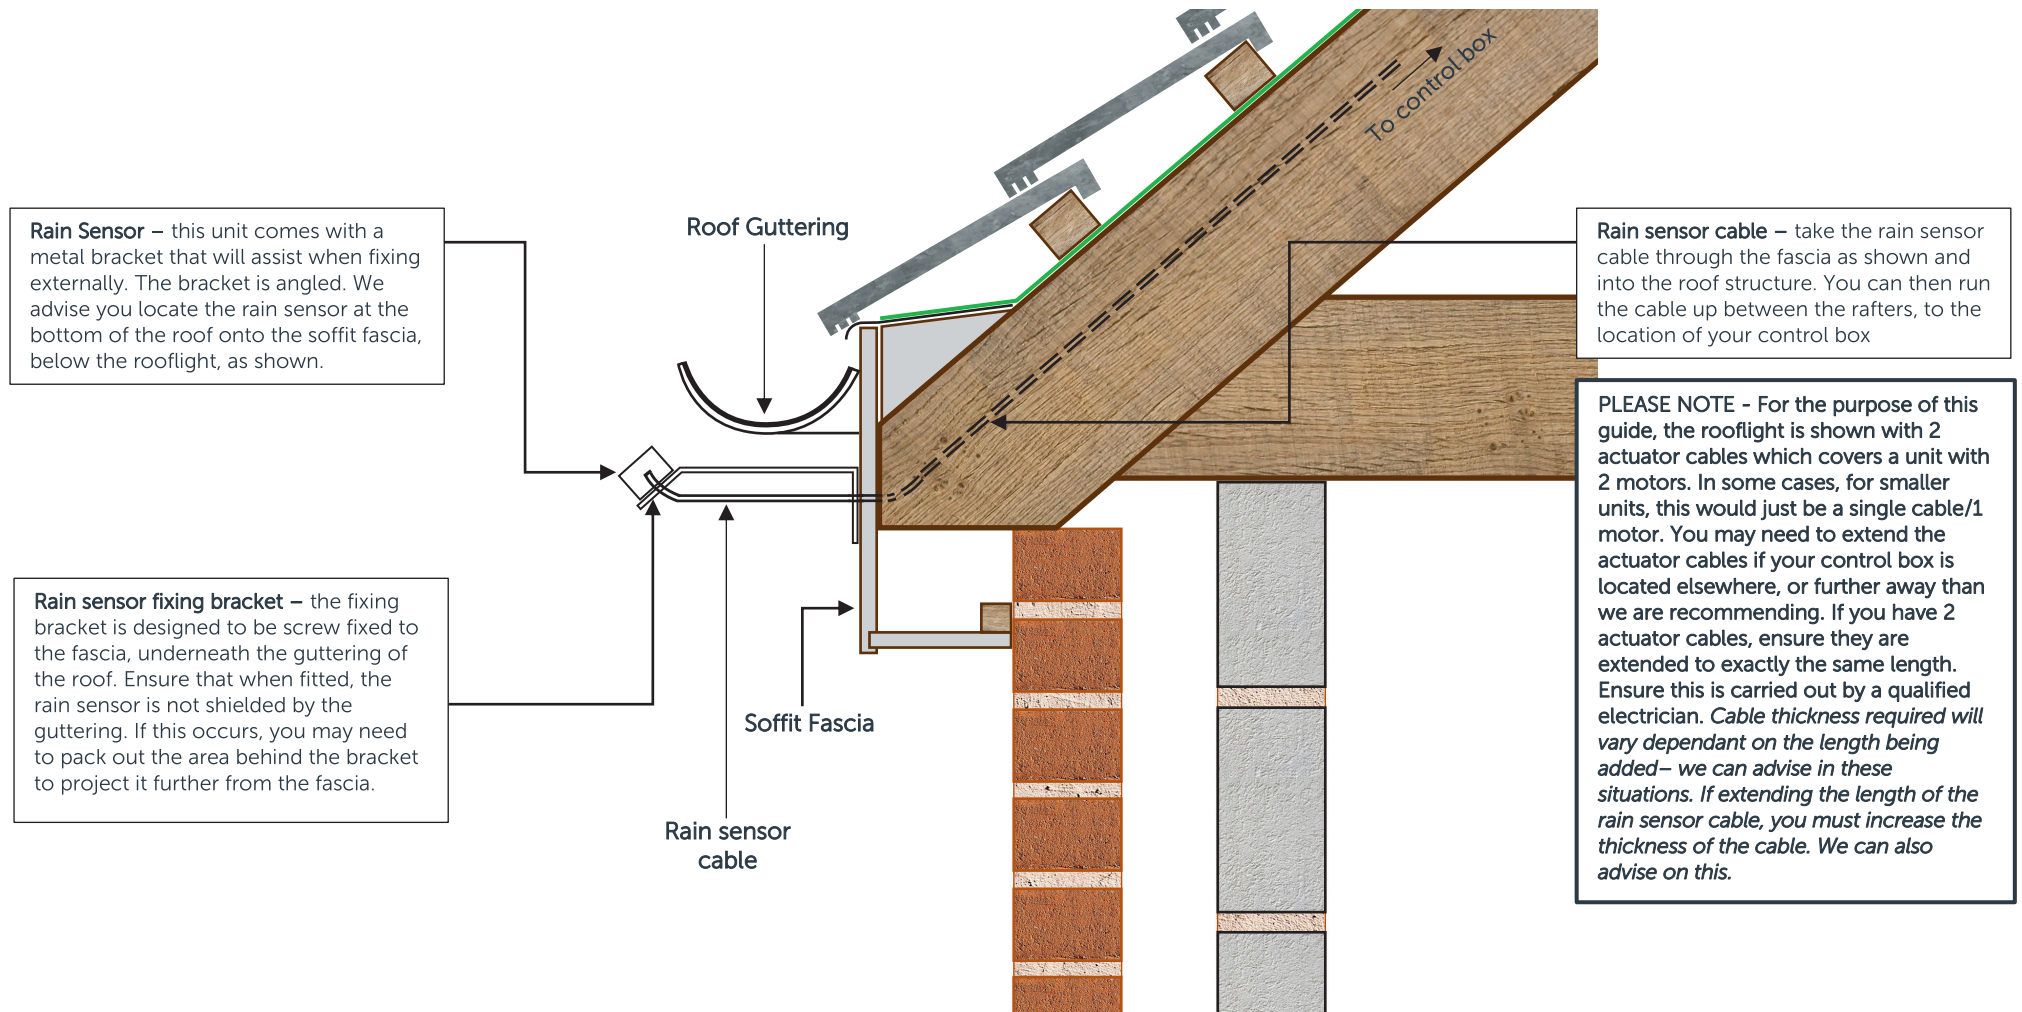 To control box
Roof Guttering
Rain Sensor – this unit comes with a
metal bracket that will assist when fixing
externally. The bracket is angled. We
advise you locate the rain sensor at the
bottom of the roof onto the soffit fascia,
below the rooflight, as shown.
Rain sensor cable – take the rain sensor
cable through the fascia as shown and
into the roof structure. You can then run
the cable up between the rafters, to the
location of your control box
PLEASE NOTE - For the purpose of this
guide, the rooflight is shown with 2
actuator cables which covers a unit with
2 motors. In some cases, for smaller
units, this would just be a single cable/1
motor. You may need to extend the
actuator cables if your control box is
located elsewhere, or further away than
we are recommending. If you have 2
actuator cables, ensure they are
extended to exactly the same length.
Ensure this is carried out by a qualified
electrician. Cable thickness required will
vary dependant on the length being
added– we can advise in these
situations. If extending the length of the
rain sensor cable, you must increase the
thickness of the cable. We can also
advise on this.
Rain sensor fixing bracket – the fixing
bracket is designed to be screw fixed to
the fascia, underneath the guttering of
the roof. Ensure that when fitted, the
rain sensor is not shielded by the
guttering. If this occurs, you may need
to pack out the area behind the bracket
to project it further from the fascia.
Soffit Fascia
Rain sensor
cable